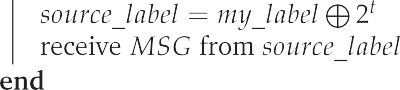 source_label = my_label ⊕ 2^t
receive MSG from source_label
end